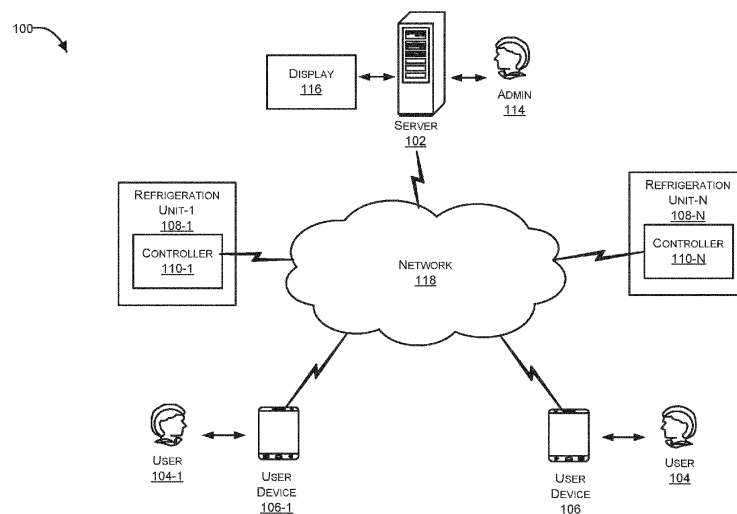 100
DISPLAY
116
ADMIN
114
SERVER
102
REFRIGERATION
UNIT-1
108-1
CONTROLLER
110-1
REFRIGERATION
UNIT-N
108-N
CONTROLLER
110-N
NETWORK
118
USER
104-1
USER
DEVICE
106-1
USER
DEVICE
106
USER
104